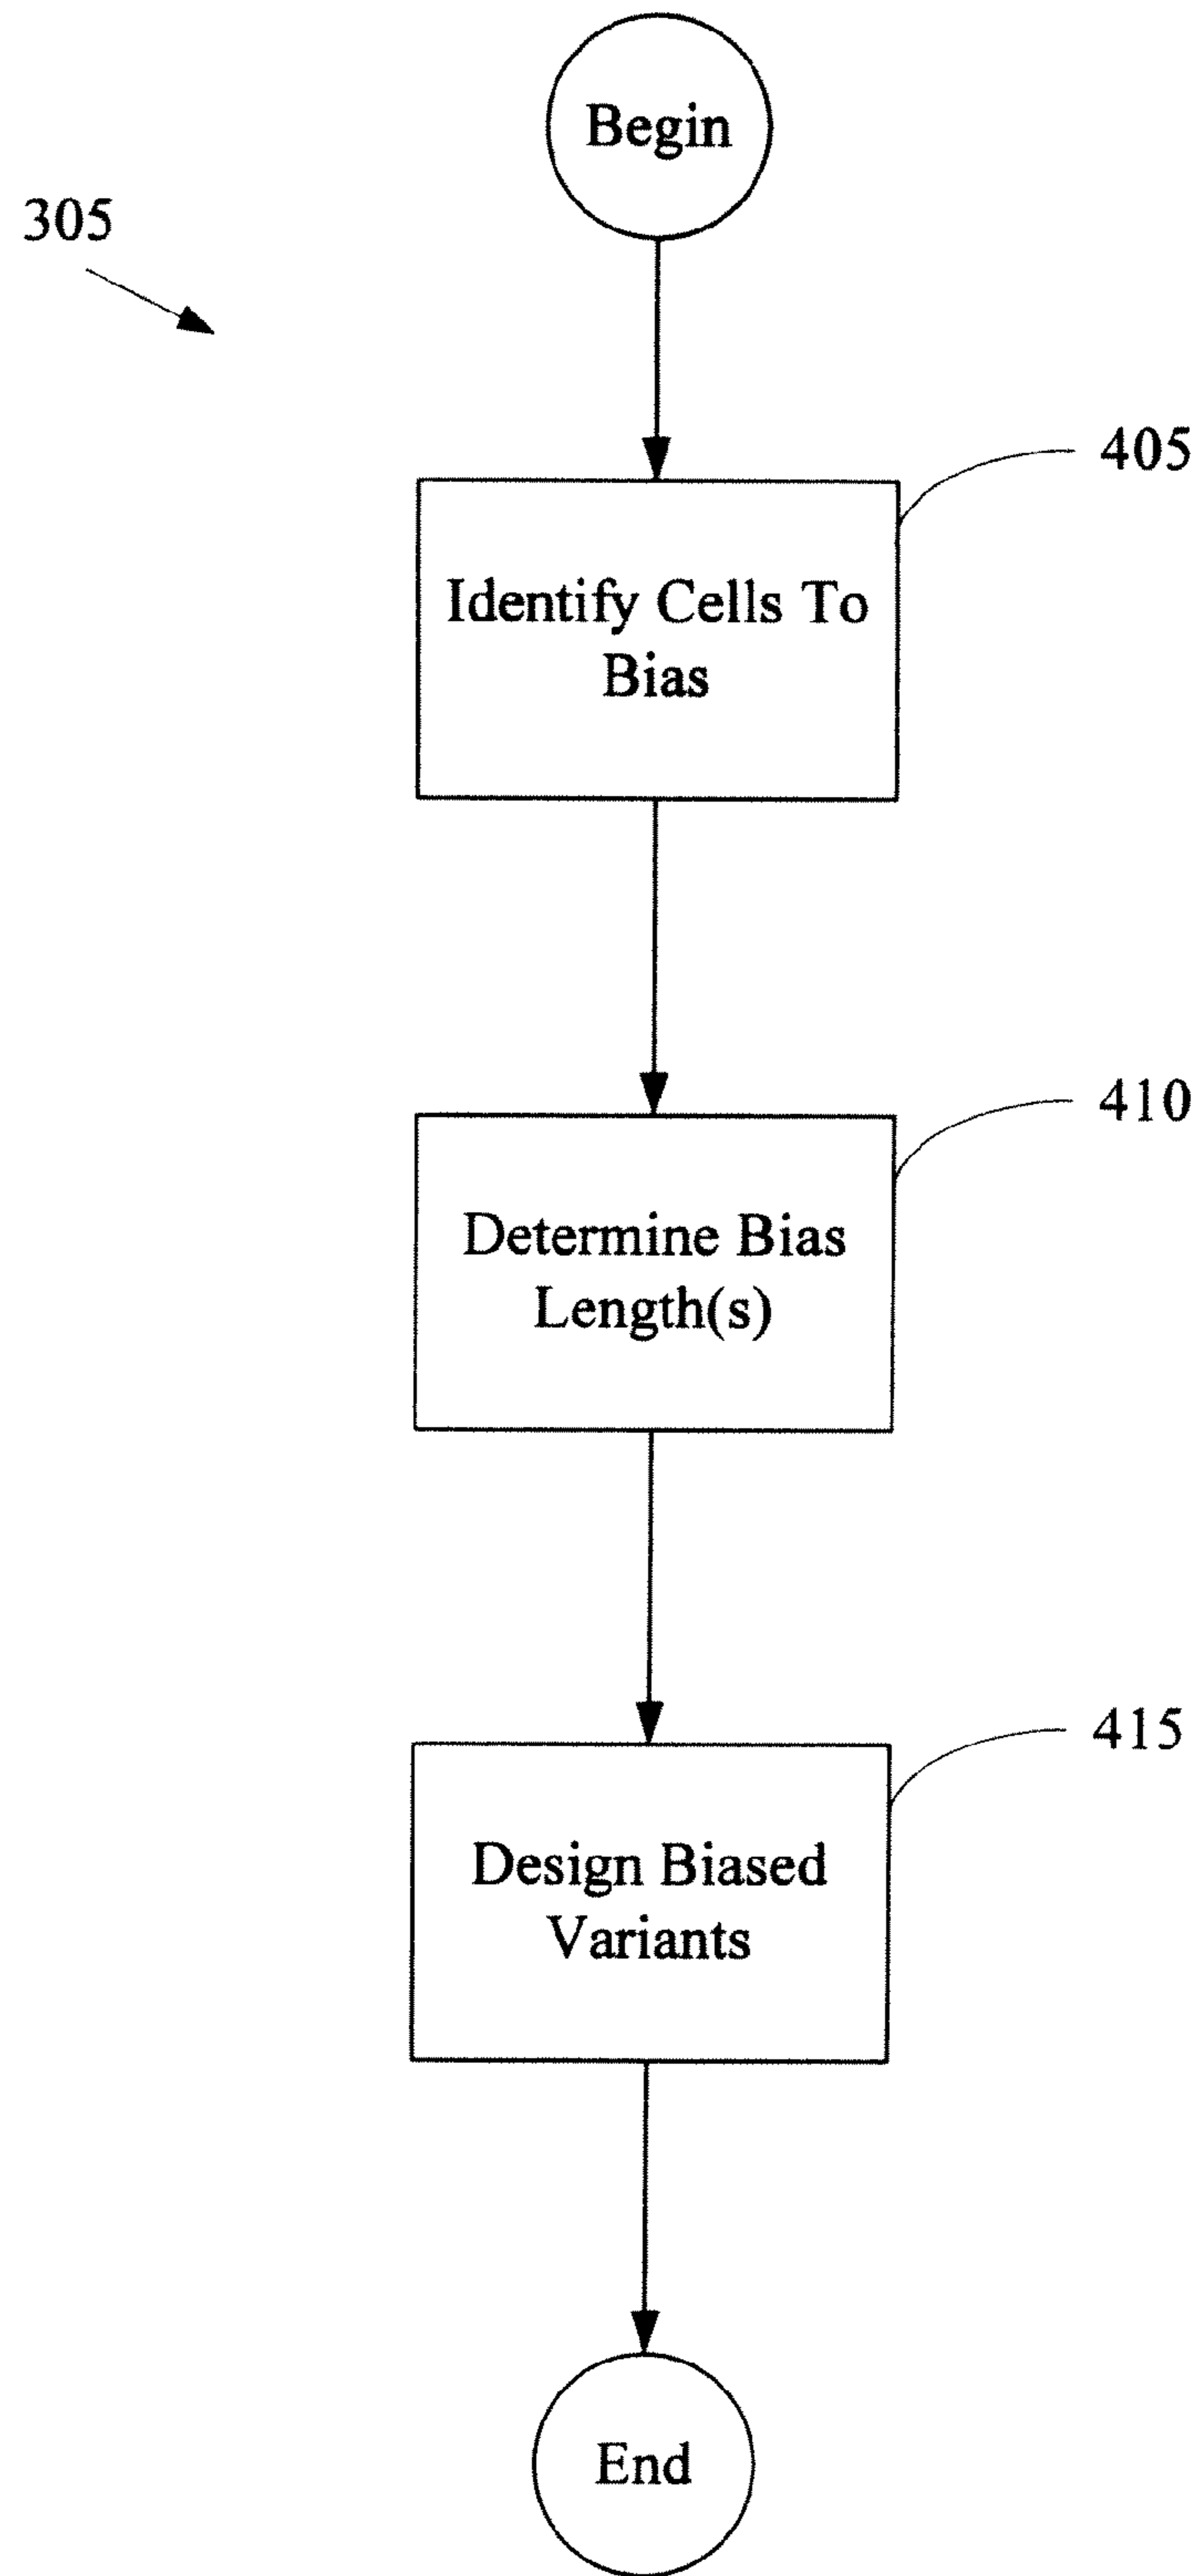 Begin
305
405
Identify Cells To
Bias
410
Determine Bias
Length(s)
415
Design Biased
Variants
End